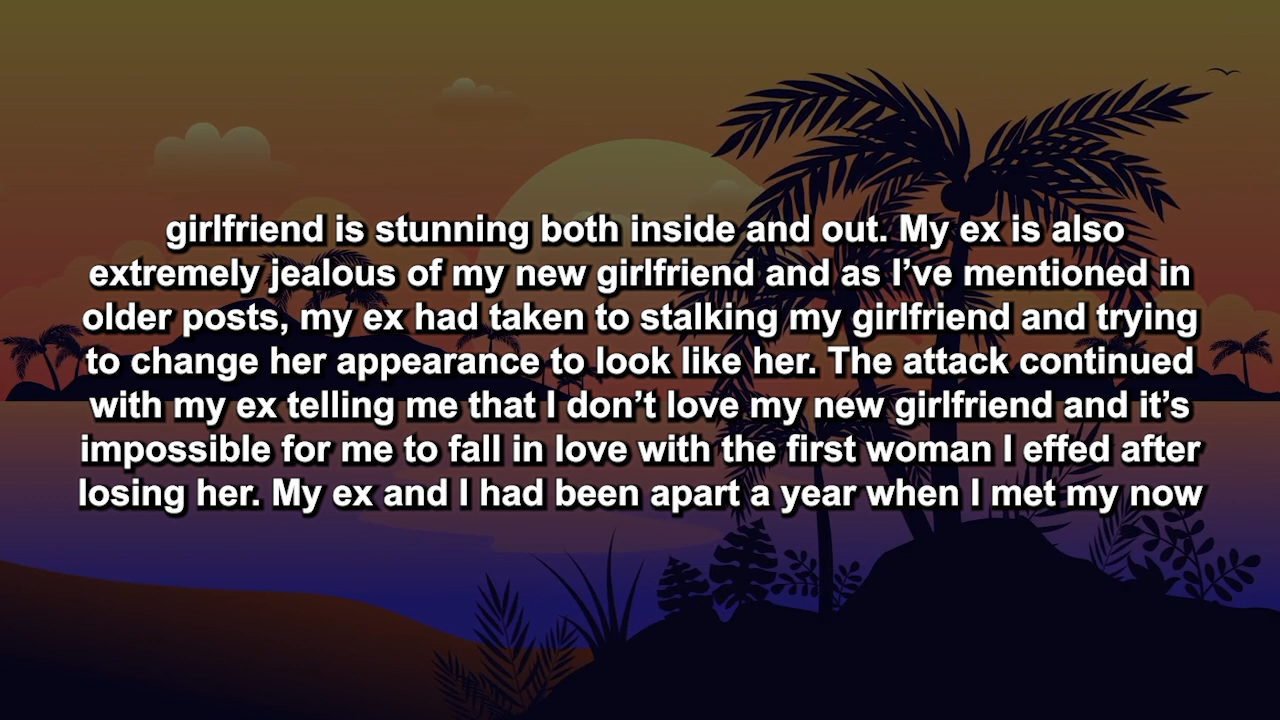 girlfriend is stunning both inside and out. My ex is also
extremely jealous of my new girlfriend and as I’ve mentioned in
older posts, my ex had taken to stalking my girlfriend and trying
to change her appearance to look like her. The attack continued
with my ex telling me that I don’t love my new girlfriend and it’s
impossible for me to fall in love with the first woman I effed after
losing her. My ex and I had been apart a year when I met my now